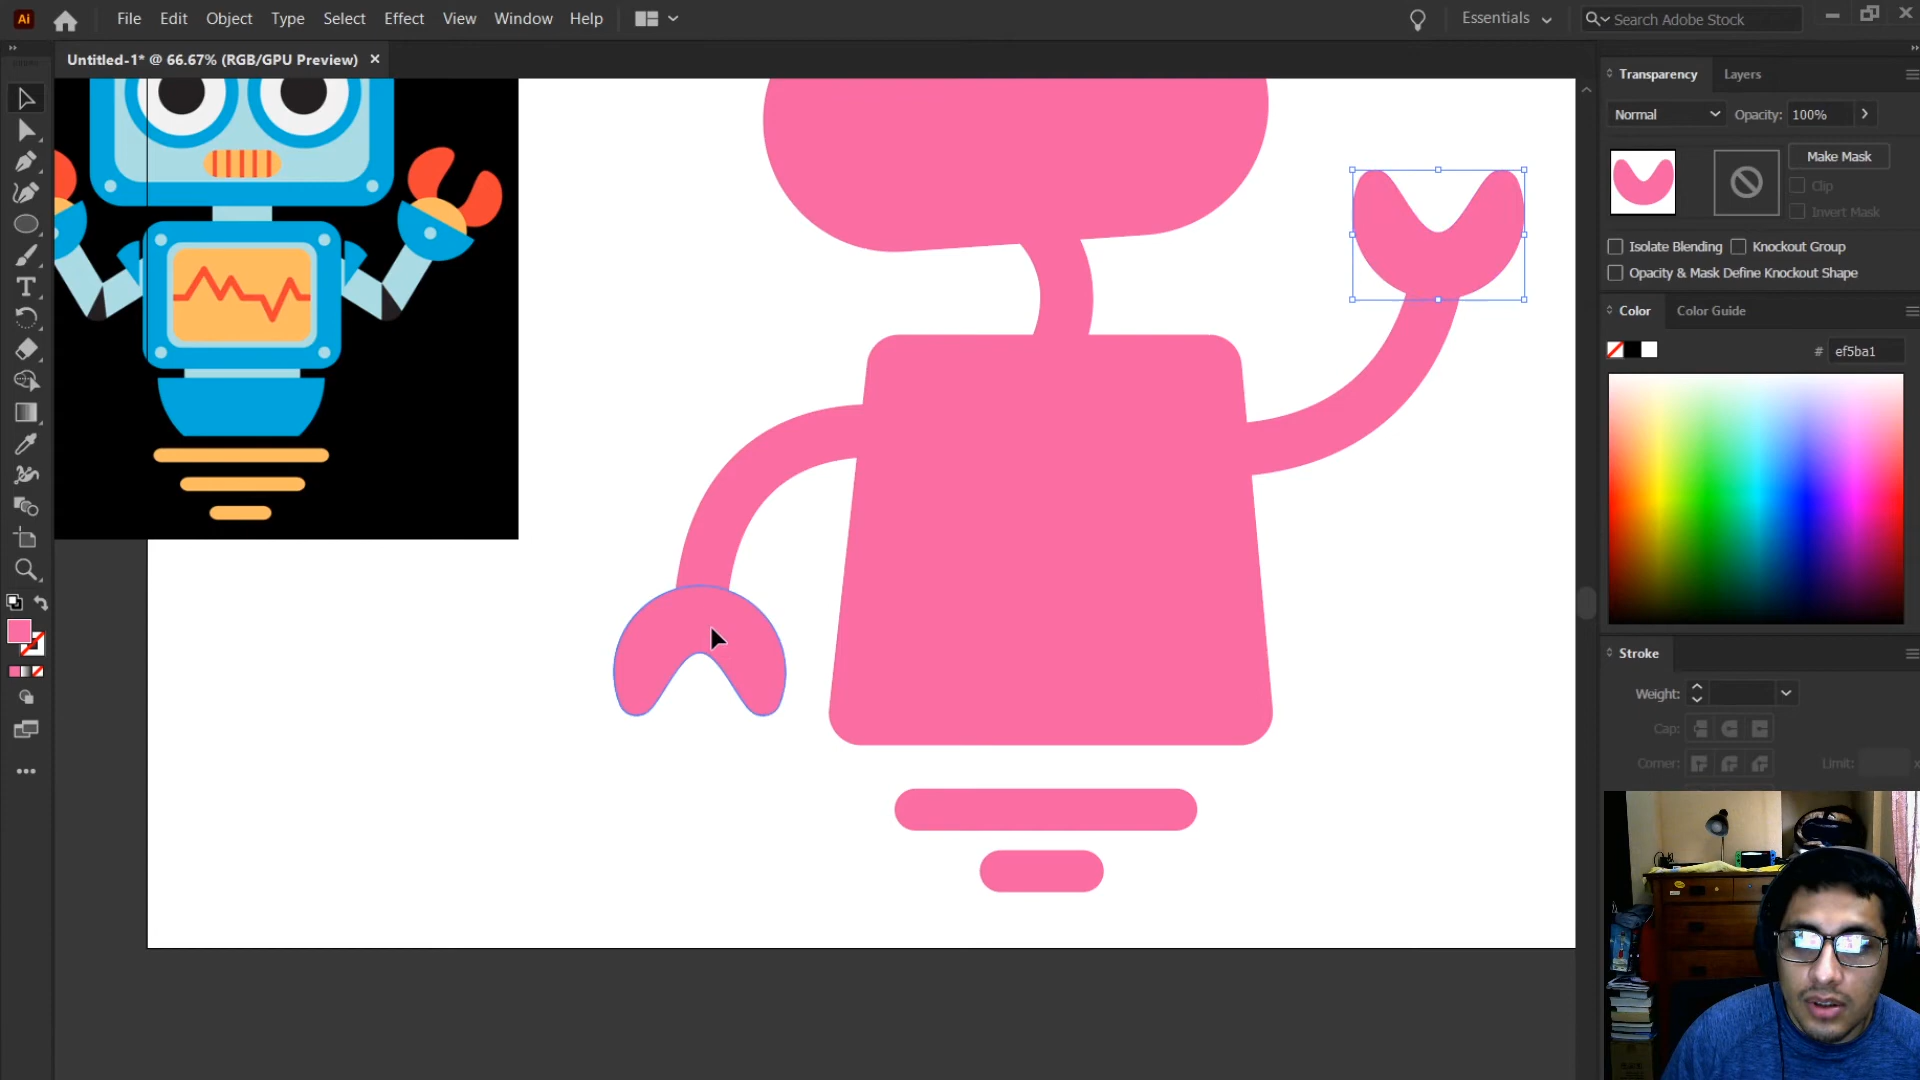 Ai File Edit Object Type Select Effect View Window Help Essentials Search Adobe Stock
Untitled-1* @ 66.67% (RGB/GPU Preview) ×
Transparency Layers
Normal Opacity: 100%
Make Mask
Clip
Invert Mask
Isolate Blending Knockout Group
Opacity & Mask Define Knockout Shape
Color Color Guide
# ef5ba1
Stroke
Weight:
Cap:
Corner: Limit: x